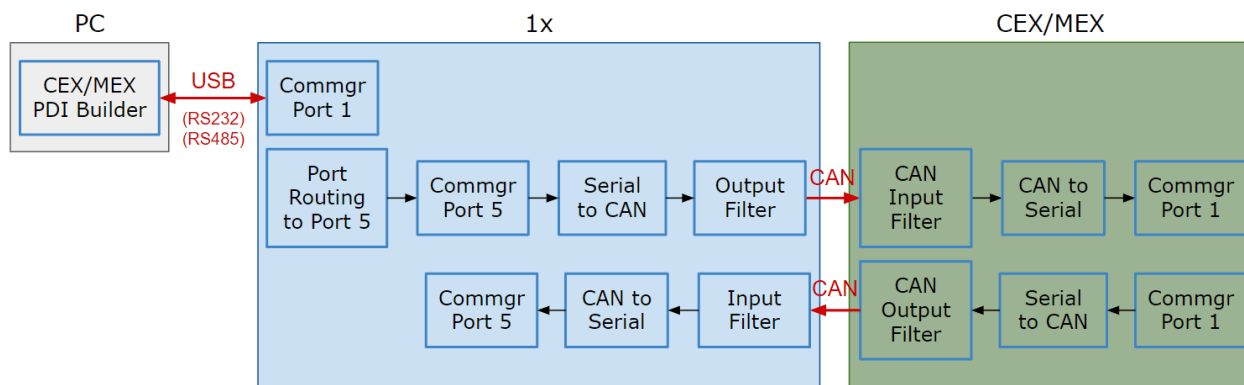 PC
1x
CEX/MEX
CEX/MEX
PDI Builder
USB
(RS232)
(RS485)
Commgr
Port 1
Port
Routing
to Port 5
Commgr
Port 5
Serial
to CAN
Output
Filter
CAN
CAN
Input
Filter
CAN to
Serial
Commgr
Port 1
Commgr
Port 5
CAN to
Serial
Input
Filter
CAN
CAN
Output
Filter
Serial
to CAN
Commgr
Port 1